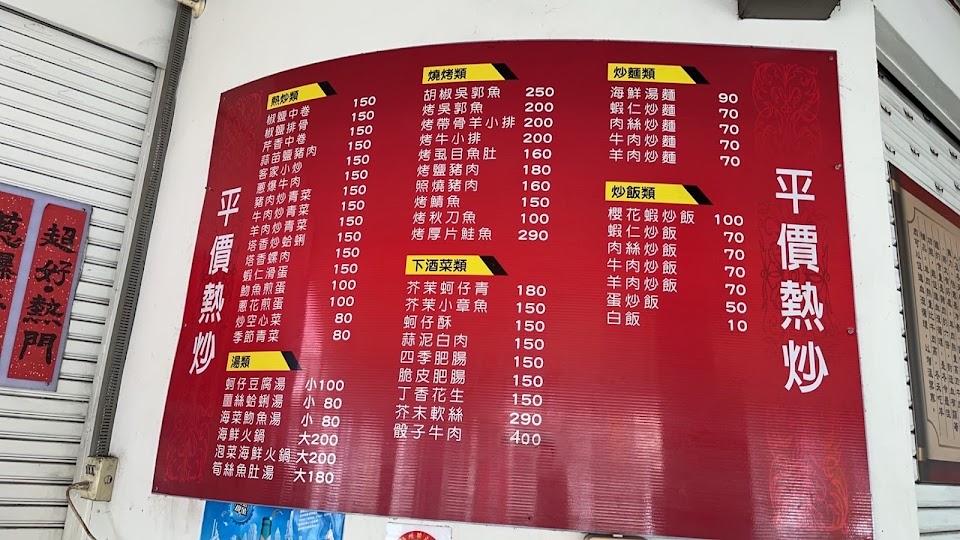 平價熱炒
熱炒類
椒鹽中卷 150
椒鹽排骨 150
芹香中卷 150
蒜苗鹽豬肉 150
客家小炒 150
蔥爆牛肉 150
豬肉炒青菜 150
牛肉炒青菜 150
羊肉炒青菜 150
塔香炒蛤蜊 150
塔香螺肉 150
蝦仁滑蛋 150
魩魚煎蛋 100
蔥花煎蛋 100
炒空心菜 80
季節青菜 80
湯類
蚵仔豆腐湯 小100
薑絲蛤蜊湯 小 80
海菜魩魚湯 小 80
海鮮火鍋 大200
泡菜海鮮火鍋 大200
筍絲魚肚湯 大180
燒烤類
胡椒吳郭魚 250
烤吳郭魚 200
烤帶骨羊小排 200
烤牛小排 200
烤虱目魚肚 160
烤鹽豬肉 180
照燒豬肉 160
烤鯖魚 150
烤秋刀魚 100
烤厚片鮭魚 290
下酒菜類
芥茉蚵仔青 180
芥茉小章魚 150
蚵仔酥 150
蒜泥白肉 150
四季肥腸 150
脆皮肥腸 150
丁香花生 150
芥末軟絲 290
骰子牛肉 400
炒麵類
海鮮湯麵 90
蝦仁炒麵 70
肉絲炒麵 70
牛肉炒麵 70
羊肉炒麵 70
炒飯類
櫻花蝦炒飯 100
蝦仁炒飯 70
肉絲炒飯 70
牛肉炒飯 70
羊肉炒飯 70
蛋炒飯 50
白飯 10
平價熱炒
超好熱門